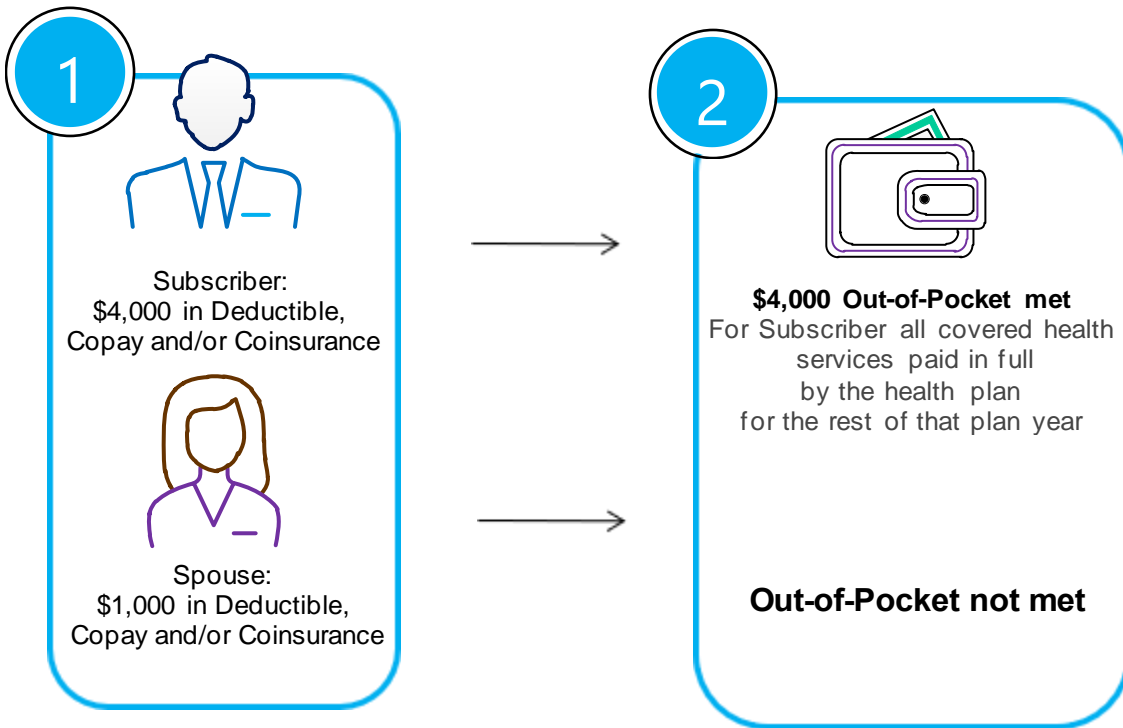 1
Subscriber:
$4,000 in Deductible,
Copay and/or Coinsurance
Spouse:
$1,000 in Deductible,
Copay and/or Coinsurance
2
$4,000 Out-of-Pocket met
For Subscriber all covered health
services paid in full
by the health plan
for the rest of that plan year
Out-of-Pocket not met